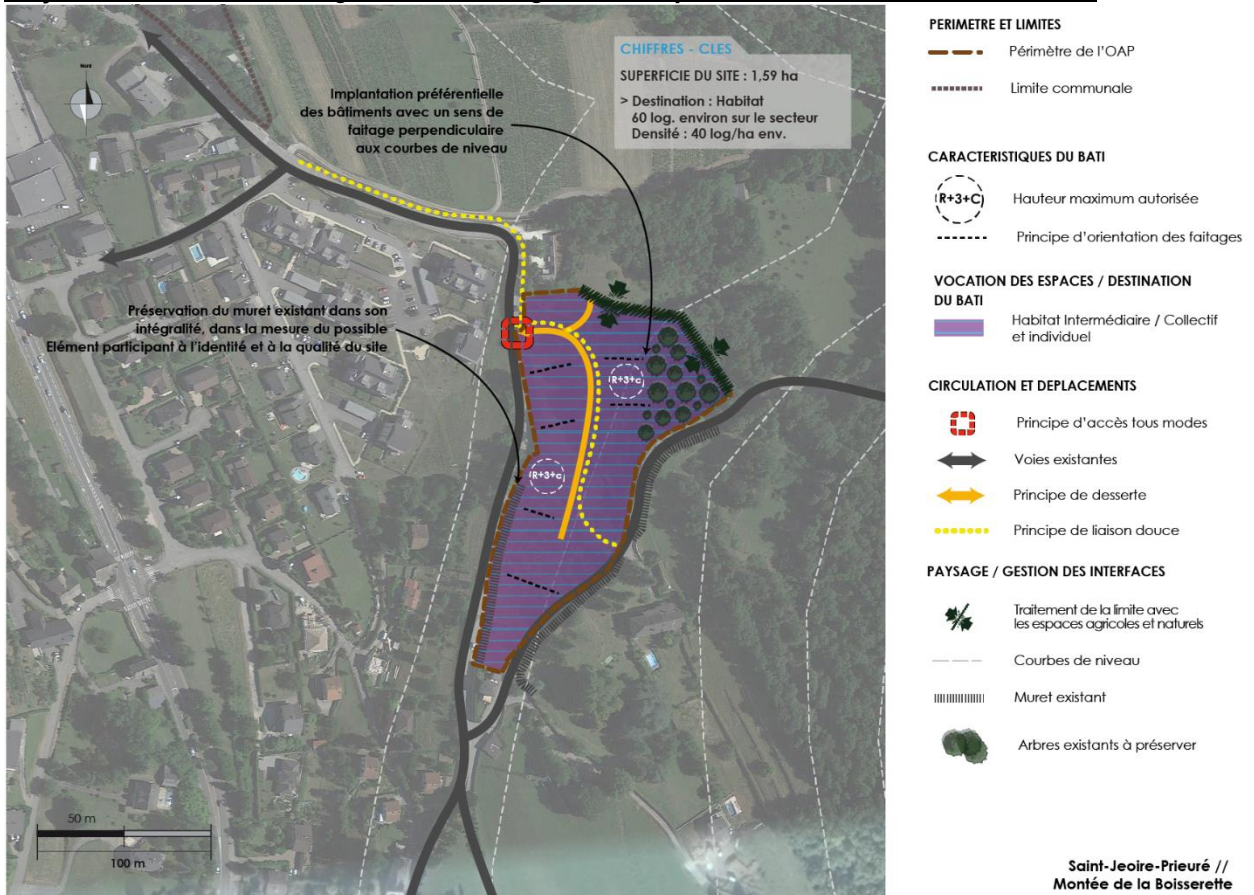 CHIFFRES - CLES
SUPERFICIE DU SITE : 1,59 ha
> Destination : Habitat
60 log. environ sur le secteur
Densité : 40 log/ha env.
Nord
Implantation préférentielle
des bâtiments avec un sens de
faitage perpendiculaire
aux courbes de niveau
Préservation du muret existant dans son
intégralité, dans la mesure du possible
Elément participant à l'identité et à la qualité du site
R+3+c
R+3+c
50 m
100 m
PERIMETRE ET LIMITES
Périmètre de l'OAP
Limite communale
CARACTERISTIQUES DU BATI
R+3+C
Hauteur maximum autorisée
Principe d'orientation des faitages
VOCATION DES ESPACES / DESTINATION
DU BATI
Habitat Intermédiaire / Collectif
et individuel
CIRCULATION ET DEPLACEMENTS
Principe d'accès tous modes
Voies existantes
Principe de desserte
Principe de liaison douce
PAYSAGE / GESTION DES INTERFACES
Traitement de la limite avec
les espaces agricoles et naturels
Courbes de niveau
Muret existant
Arbres existants à préserver
Saint-Jeoire-Prieuré //
Montée de la Boisserette